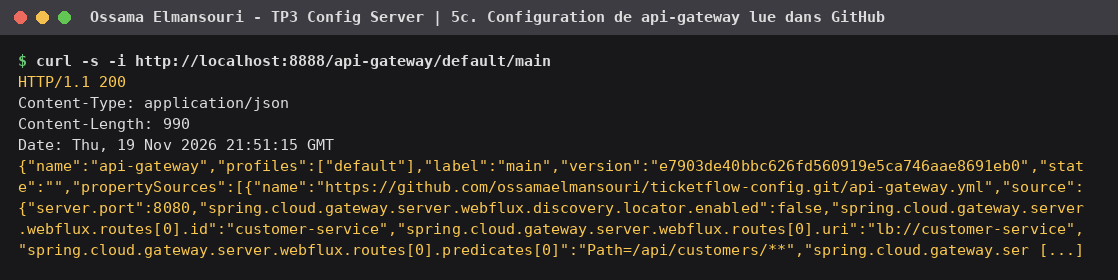 Ossama Elmansouri - TP3 Config Server | 5c. Configuration de api-gateway lue dans GitHub
$ curl -s -i http://localhost:8888/api-gateway/default/main
HTTP/1.1 200
Content-Type: application/json
Content-Length: 990
Date: Thu, 19 Nov 2026 21:51:15 GMT
{"name":"api-gateway","profiles":["default"],"label":"main","version":"e7903de40bbc626fd560919e5ca746aae8691eb0","stat
e":"","propertySources":[{"name":"https://github.com/ossamaelmansouri/ticketflow-config.git/api-gateway.yml","source":
{"server.port":8080,"spring.cloud.gateway.server.webflux.discovery.locator.enabled":false,"spring.cloud.gateway.server
.webflux.routes[0].id":"customer-service","spring.cloud.gateway.server.webflux.routes[0].uri":"lb://customer-service",
"spring.cloud.gateway.server.webflux.routes[0].predicates[0]":"Path=/api/customers/**","spring.cloud.gateway.ser [...]